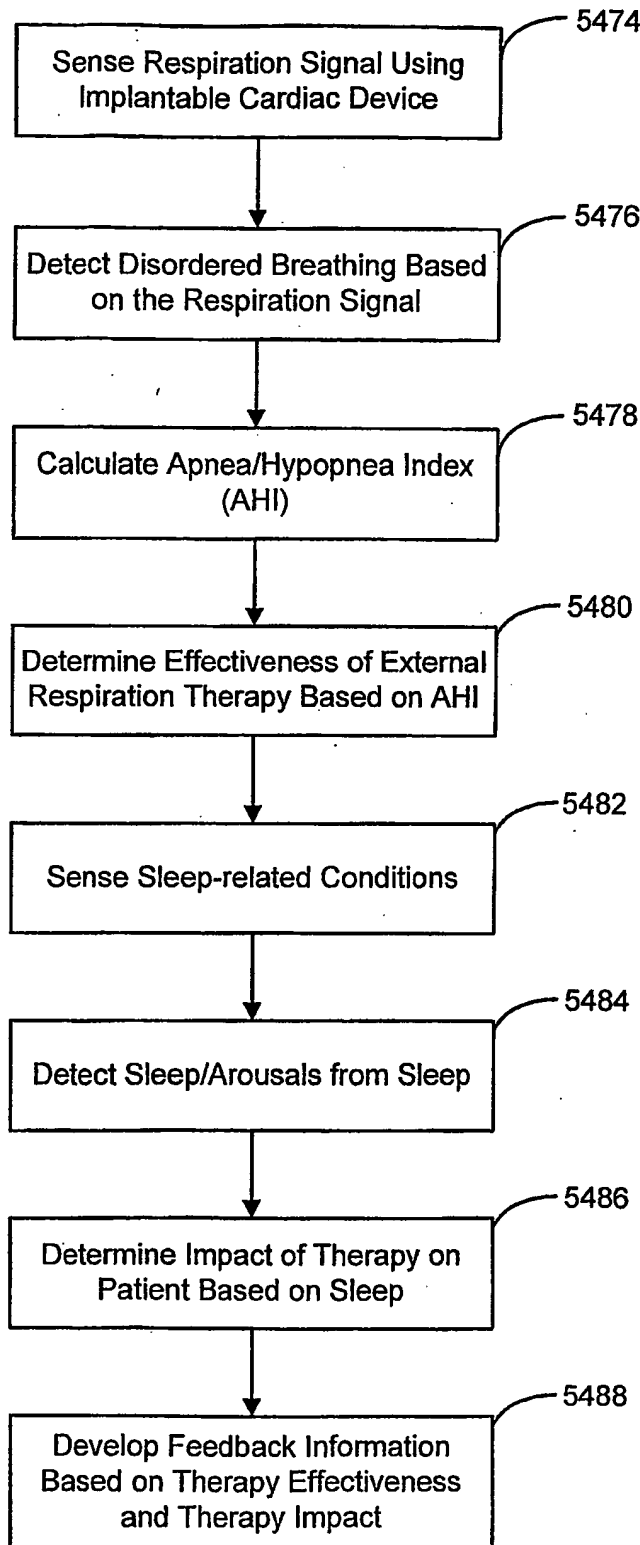 5474
Sense Respiration Signal Using
Implantable Cardiac Device
5476
Detect Disordered Breathing Based
on the Respiration Signal
5478
Calculate Apnea/Hypopnea Index
(AHI)
5480
Determine Effectiveness of External
Respiration Therapy Based on AHI
5482
Sense Sleep-related Conditions
5484
Detect Sleep/Arousals from Sleep
5486
Determine Impact of Therapy on
Patient Based on Sleep
5488
Develop Feedback Information
Based on Therapy Effectiveness
and Therapy Impact